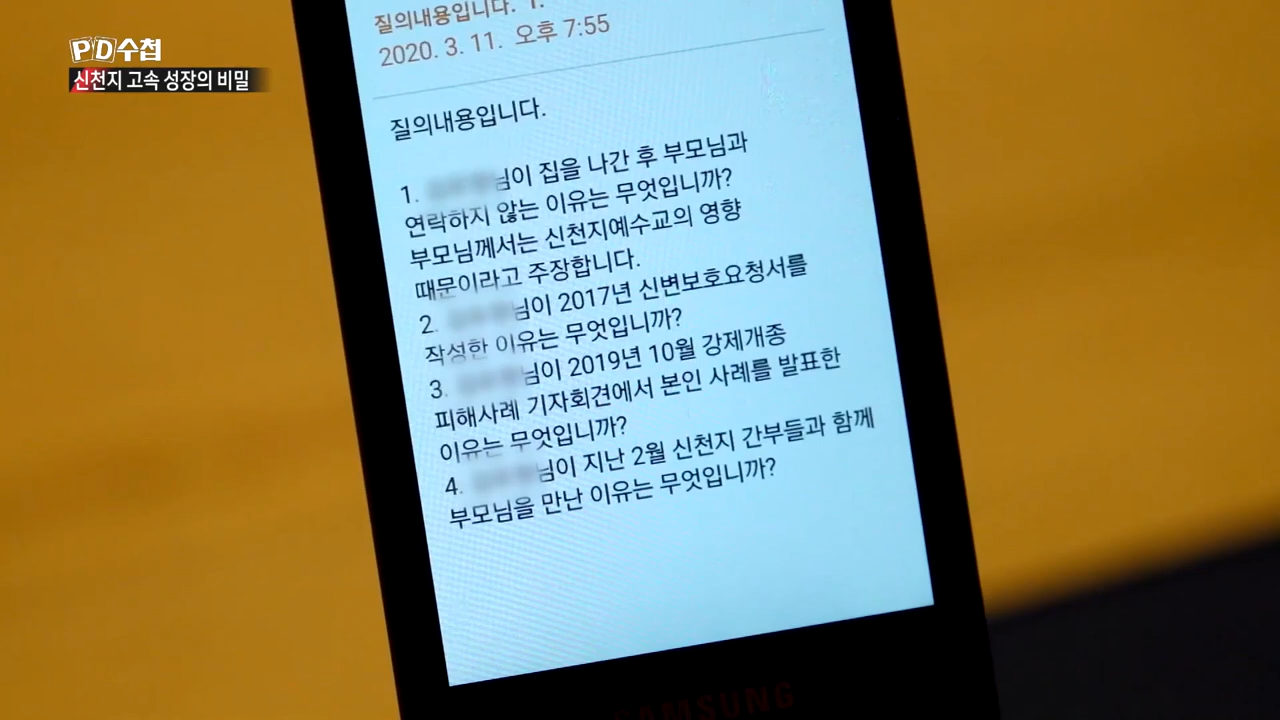 PD수첩
신천지 고속 성장의 비밀
질의내용입니다. 1.
2020. 3. 11. 오후 7:55
질의내용입니다.
1. 님이 집을 나간 후 부모님과
연락하지 않는 이유는 무엇입니까?
부모님께서는 신천지예수교의 영향
때문이라고 주장합니다.
2. 님이 2017년 신변보호요청서를
작성한 이유는 무엇입니까?
3. 님이 2019년 10월 강제개종
피해사례 기자회견에서 본인 사례를 발표한
이유는 무엇입니까?
4. 님이 지난 2월 신천지 간부들과 함께
부모님을 만난 이유는 무엇입니까?
SAMSUNG